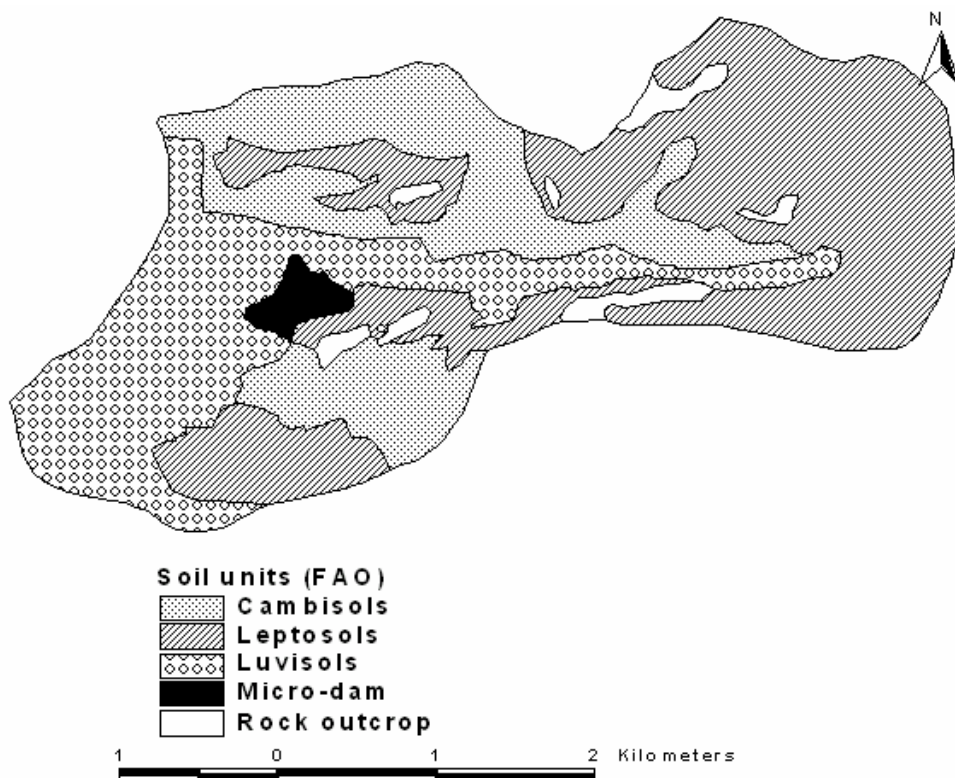 N
Soil units (FAO)
Cambisols
Leptosols
Luvisols
Micro-dam
Rock outcrop
1 0 1 2 Kilometers